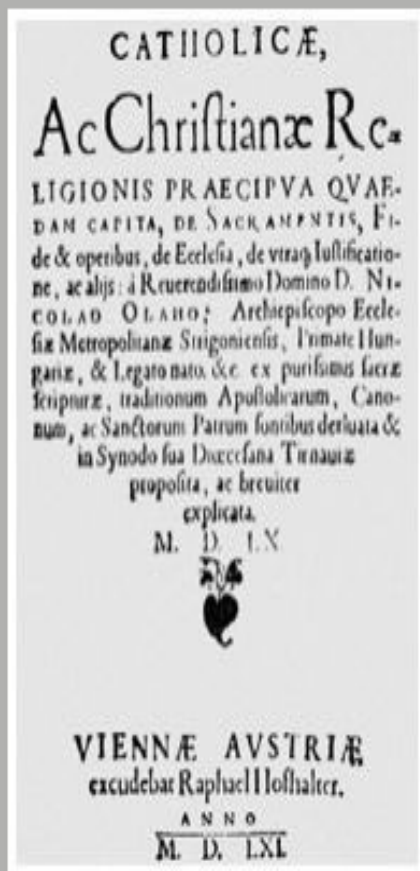 CATHOLICÆ,
Ac Chriſtianæ Re-
LIGIONIS PRAECIPVA QVAE-
DAM CAPITA, DE SACRAMENTIS, FI-
de & operibus, de Eccleſia, de vtraq; Iuſtificatio-
ne, ac alijs: à Reuerendiſsimo Domino D. NI-
COLAO OLAHO; Archiepiſcopo Eccle-
ſiæ Metropolitanæ Strigonienſis, Primate Hun-
gariæ, & Legato nato. &c. ex puriſsimis ſacræ
ſcripturæ, traditionum Apoſtolicarum, Cano-
num, ac Sanctorum Patrum fontibus deriuata &
in Synodo ſua Diœceſana Tirnauiæ
propoſita, ac breuiter
explicata.
M. D. LX
VIENNÆ AVSTRIÆ
excudebat Raphael Hofhalter.
ANNO
M. D. LXI.